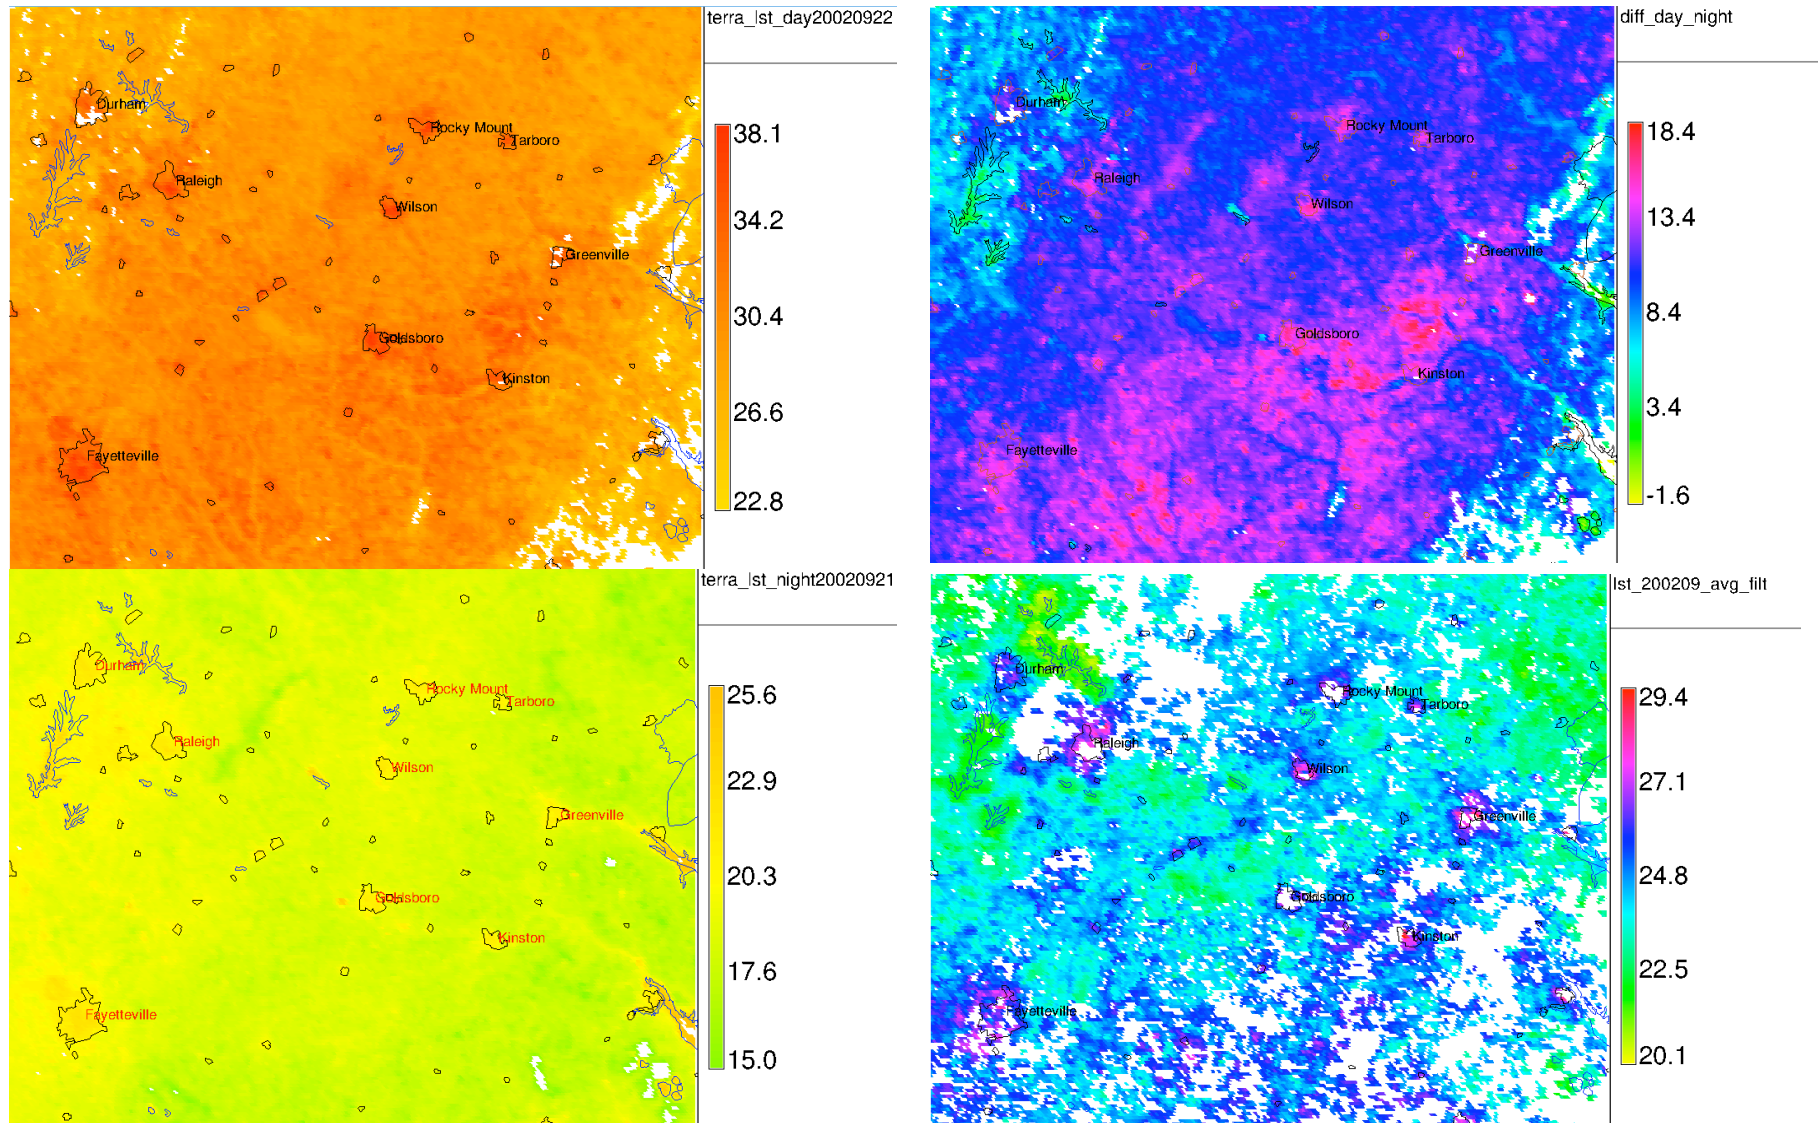 terra_lst_day20020922
Durham
Rocky Mount
Tarboro
Raleigh
Wilson
Greenville
Goldsboro
Kinston
Fayetteville
38.1
34.2
30.4
26.6
22.8
diff_day_night
Durham
Rocky Mount
Tarboro
Raleigh
Wilson
Greenville
Goldsboro
Kinston
Fayetteville
18.4
13.4
8.4
3.4
-1.6
terra_lst_night20020921
Durham
Rocky Mount
Tarboro
Raleigh
Wilson
Greenville
Goldsboro
Kinston
Fayetteville
25.6
22.9
20.3
17.6
15.0
lst_200209_avg_filt
Durham
Rocky Mount
Tarboro
Raleigh
Wilson
Greenville
Goldsboro
Kinston
Fayetteville
29.4
27.1
24.8
22.5
20.1